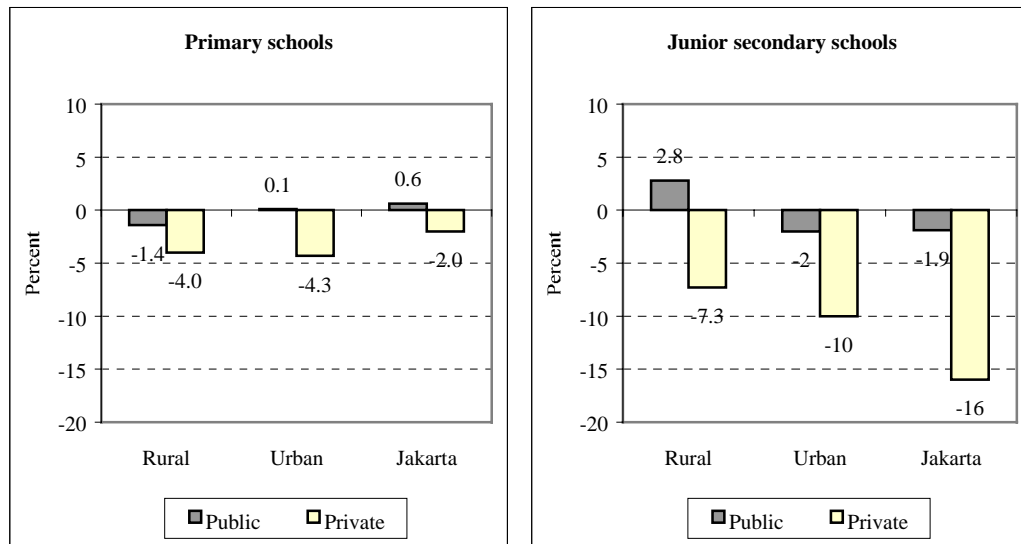 Primary schools
10
5
0
-5
-10
-15
-20
Percent
-1.4
-4.0
0.1
-4.3
0.6
-2.0
Rural
Urban
Jakarta
Public
Private
Junior secondary schools
10
5
0
-5
-10
-15
-20
Percent
2.8
-7.3
-2
-10
-1.9
-16
Rural
Urban
Jakarta
Public
Private